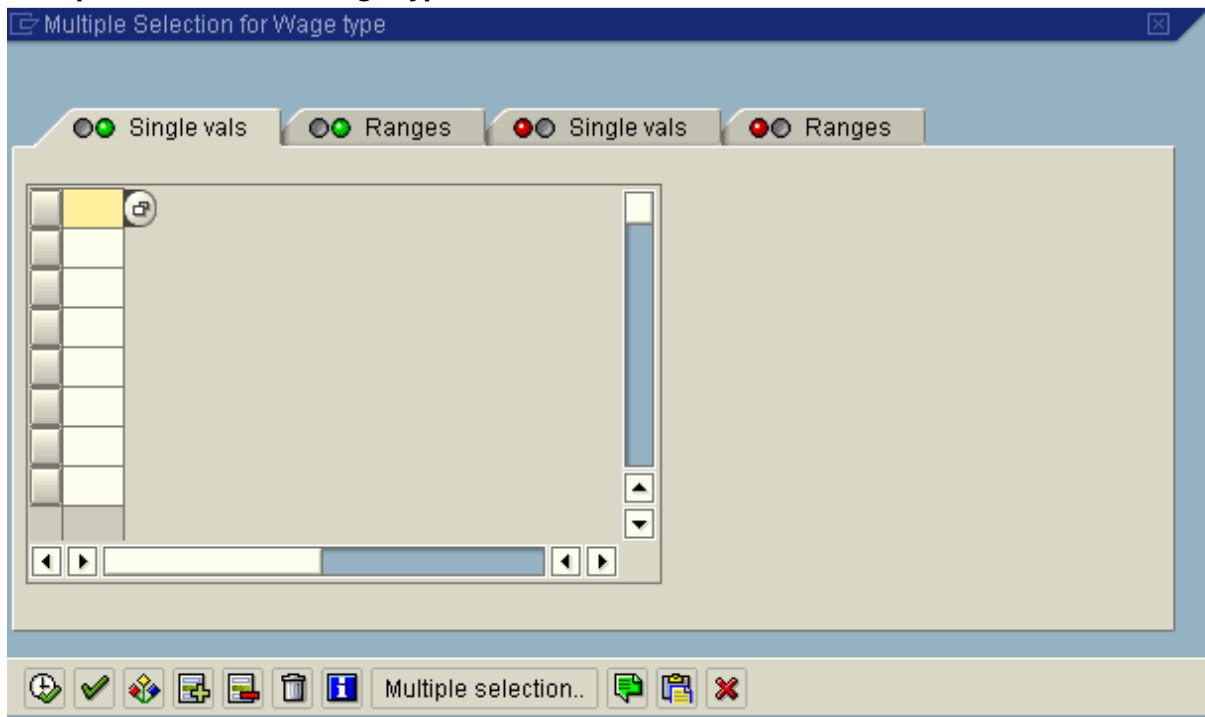 Multiple Selection for Wage type
Single vals Ranges Single vals Ranges
Multiple selection..